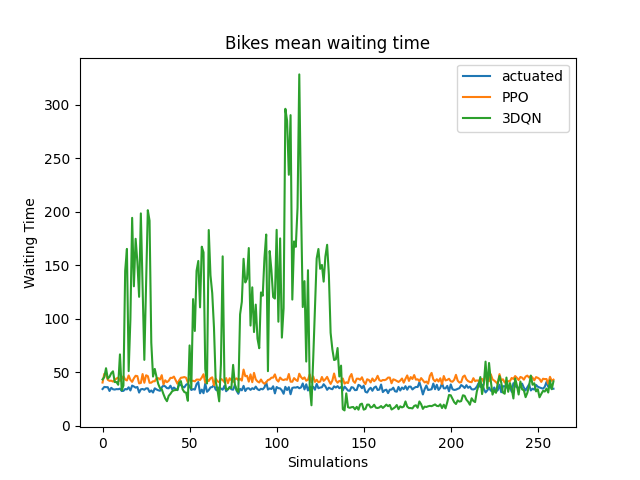 Bikes mean waiting time
actuated
PPO
3DQN
Waiting Time
300
250
200
150
100
50
0
0 50 100 150 200 250
Simulations